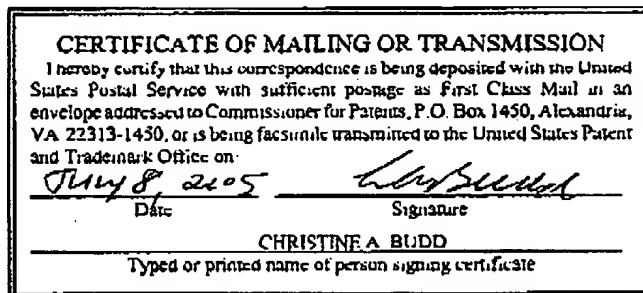 CERTIFICATE OF MAILING OR TRANSMISSION
I hereby certify that this correspondence is being deposited with the United
States Postal Service with sufficient postage as First Class Mail in an
envelope addressed to Commissioner for Patents, P.O. Box 1450, Alexandria,
VA 22313-1450, or is being facsimile transmitted to the United States Patent
and Trademark Office on
July 8, 2005
Date Signature
CHRISTINE A BUDD
Typed or printed name of person signing certificate